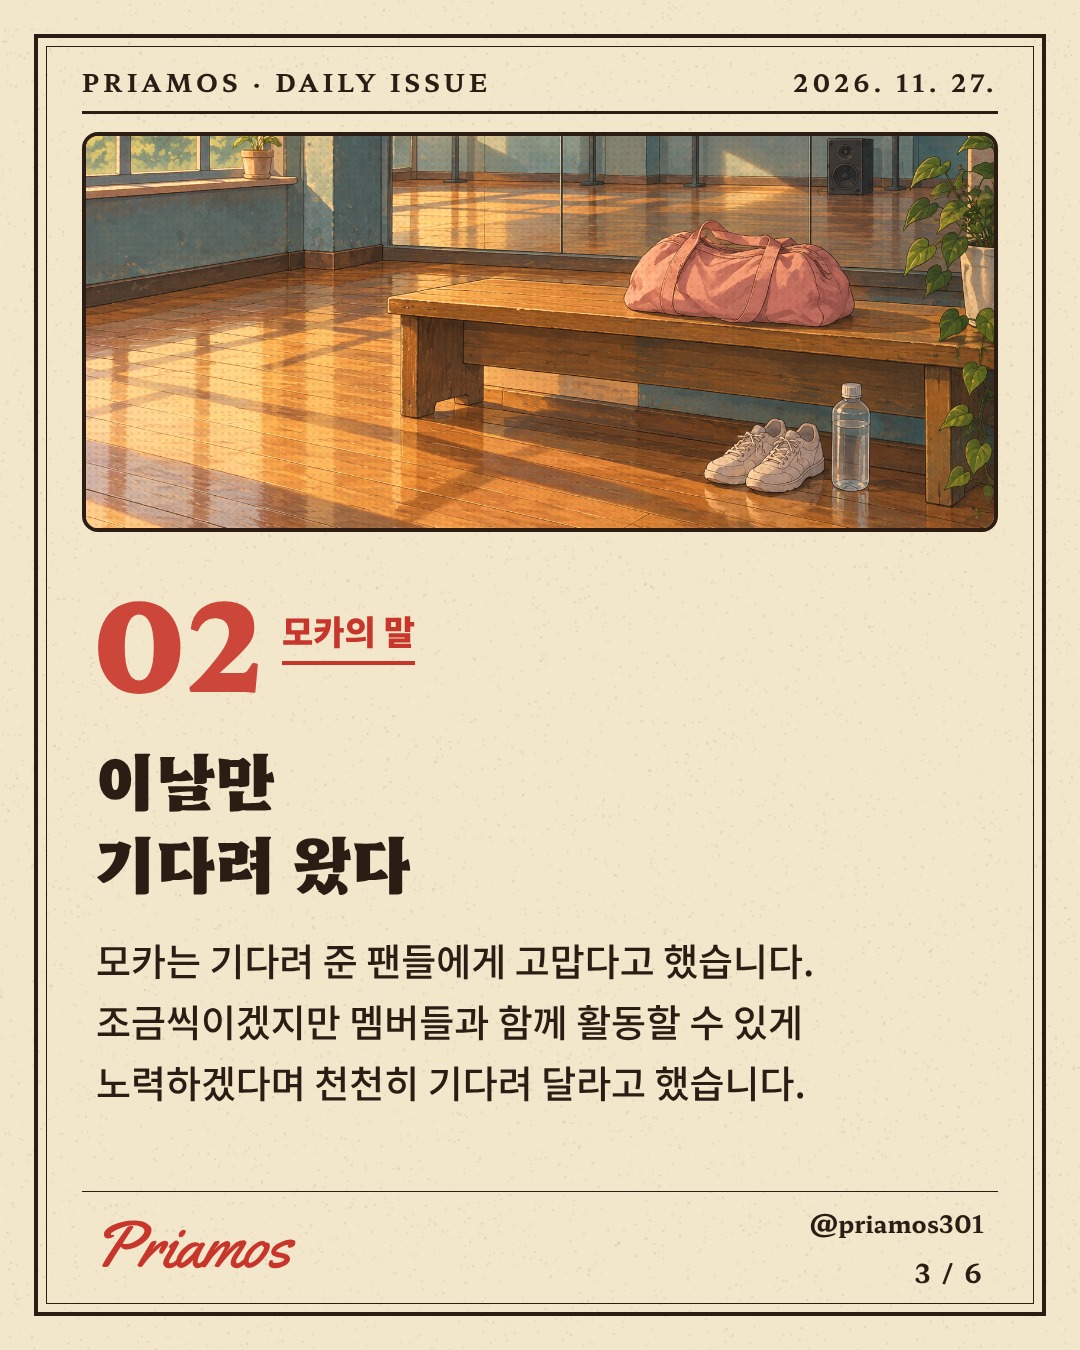 PRIAMOS · DAILY ISSUE
2026. 11. 27.
02
모카의 말
이날만
기다려 왔다
모카는 기다려 준 팬들에게 고맙다고 했습니다.
조금씩이겠지만 멤버들과 함께 활동할 수 있게
노력하겠다며 천천히 기다려 달라고 했습니다.
Priamos
@priamos301
3 / 6